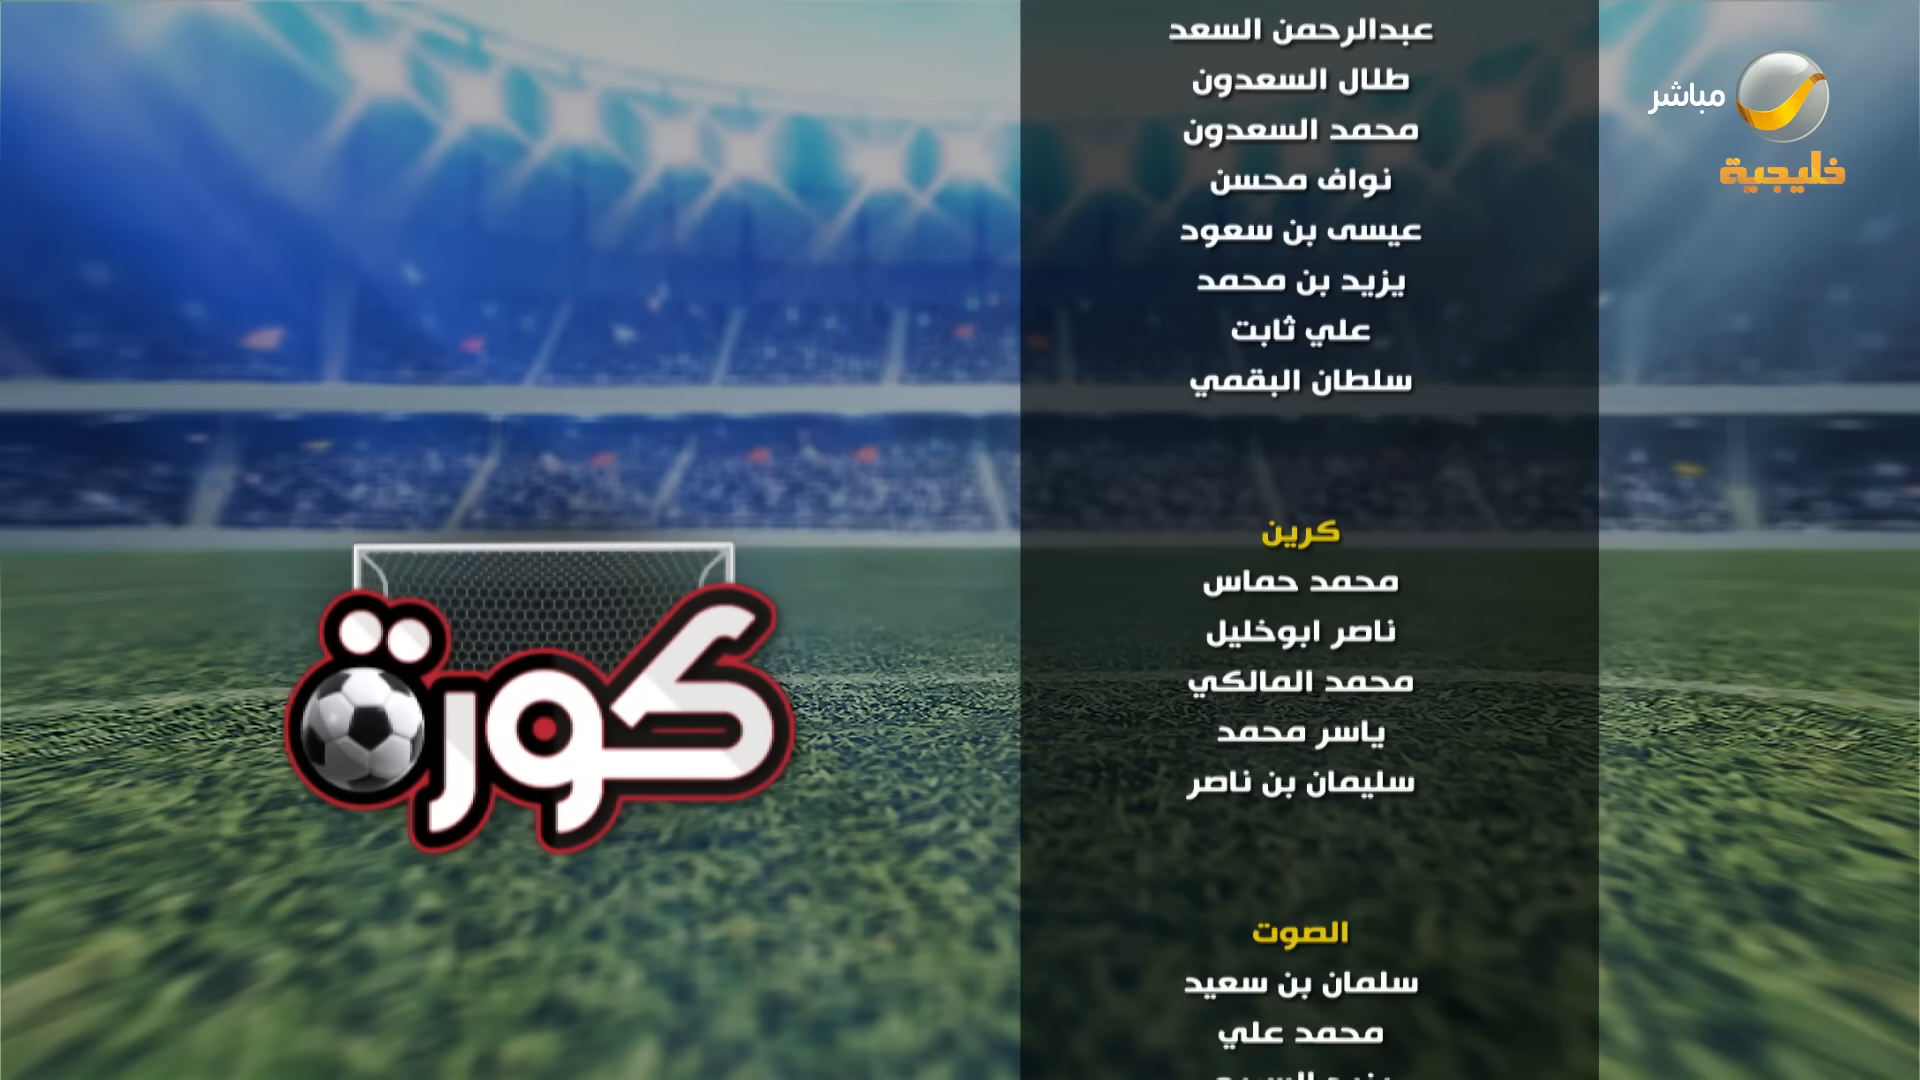 عبدالرحمن السعد
طلال السعدون
محمد السعدون
نواف محسن
عيسى بن سعود
يزيد بن محمد
علي ثابت
سلطان البقمي
كرين
محمد حماس
ناصر ابوخليل
محمد المالكي
ياسر محمد
سليمان بن ناصر
الصوت
سلمان بن سعيد
محمد علي
مباشر
خليجية
كورة